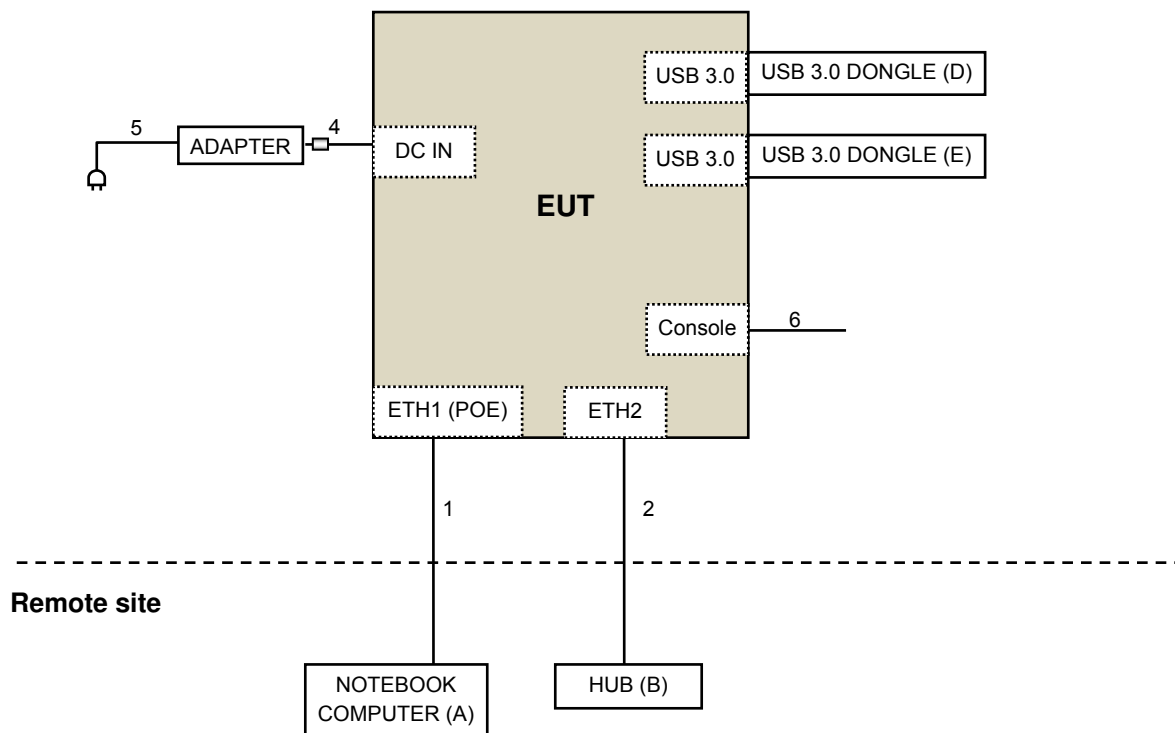 USB 3.0
USB 3.0 DONGLE (D)
5
ADAPTER
4
DC IN
USB 3.0
USB 3.0 DONGLE (E)
EUT
Console
6
ETH1 (POE)
ETH2
1
2
Remote site
NOTEBOOK
COMPUTER (A)
HUB (B)